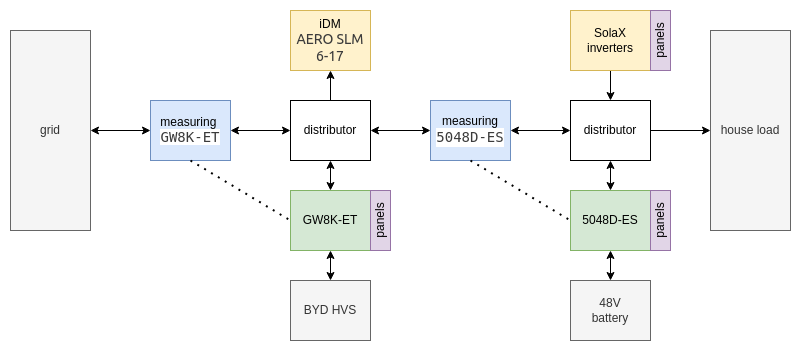 iDM
AERO SLM
6-17
SolaX
inverters
panels
grid
measuring
GW8K-ET
distributor
measuring
5048D-ES
distributor
house load
GW8K-ET
panels
5048D-ES
panels
BYD HVS
48V
battery